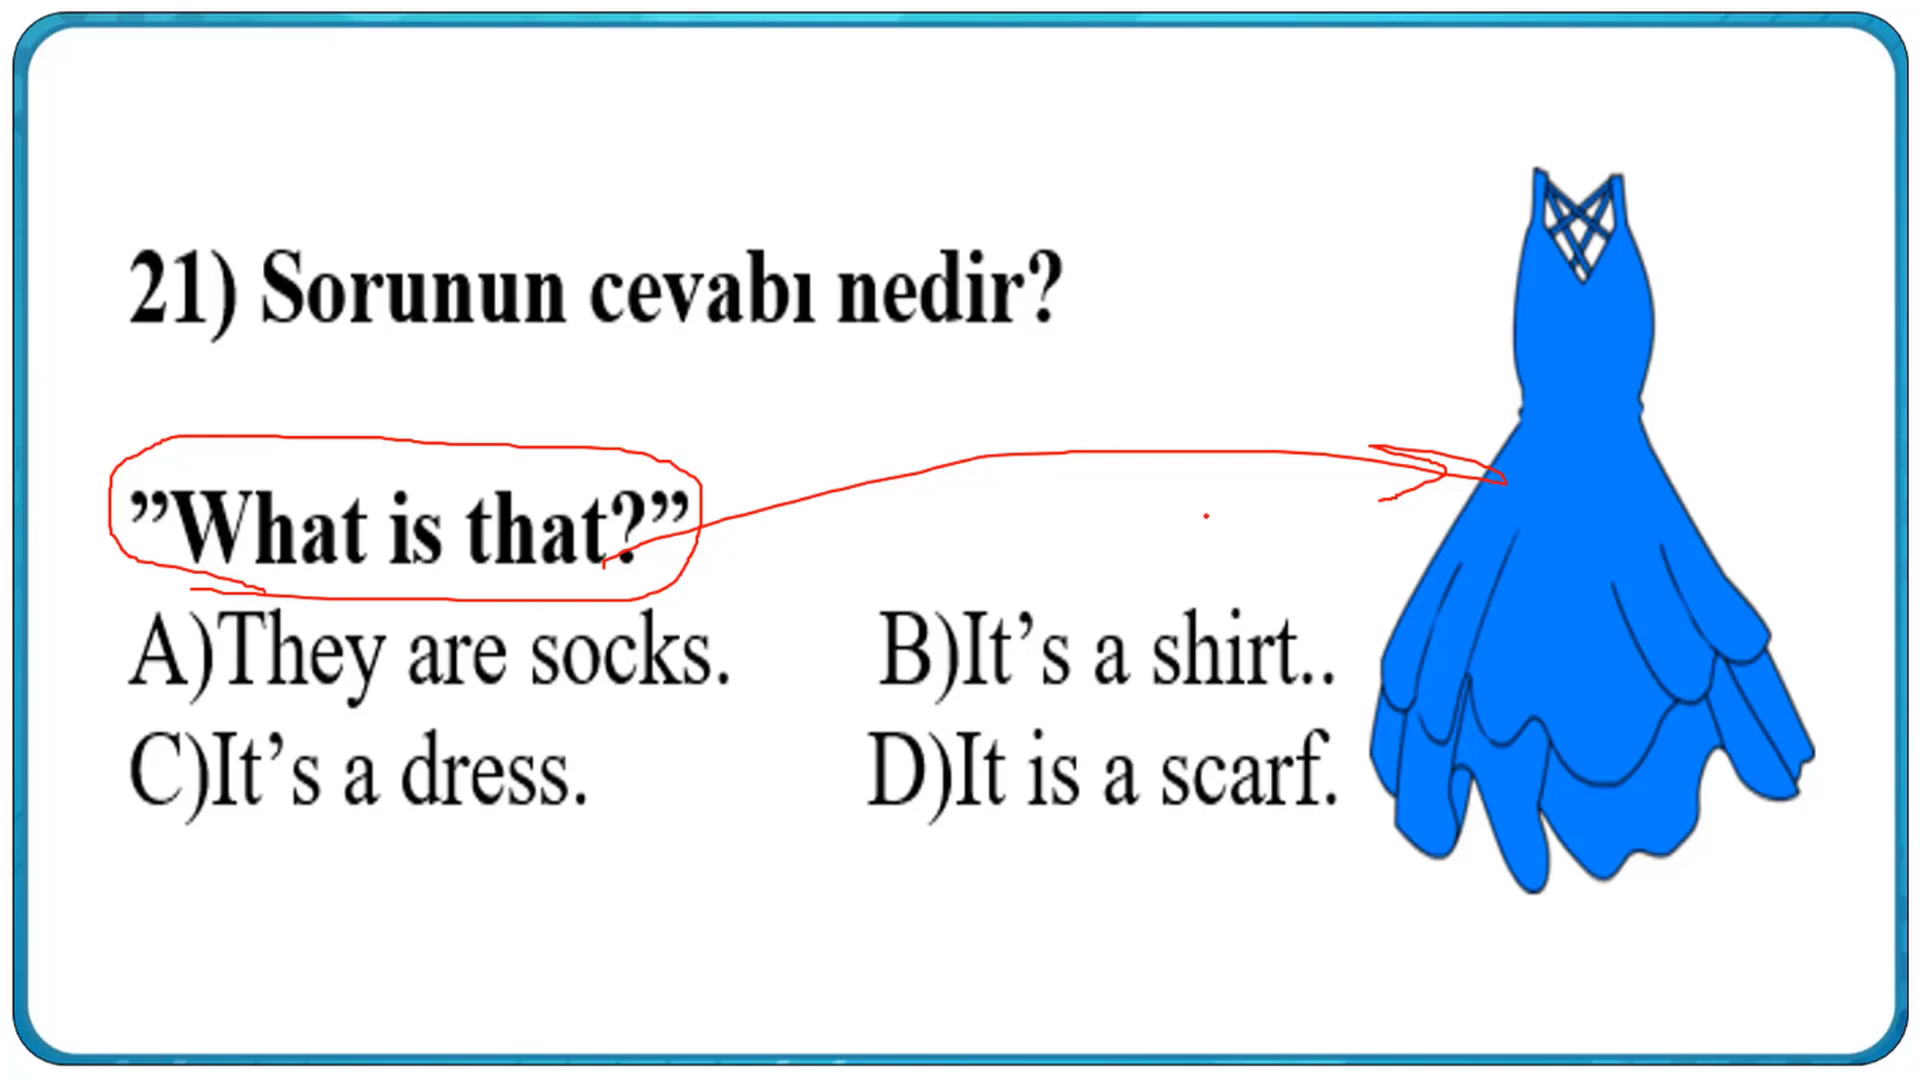 21) Sorunun cevabı nedir?
”What is that?”
A)They are socks. B)It’s a shirt..
C)It’s a dress. D)It is a scarf.